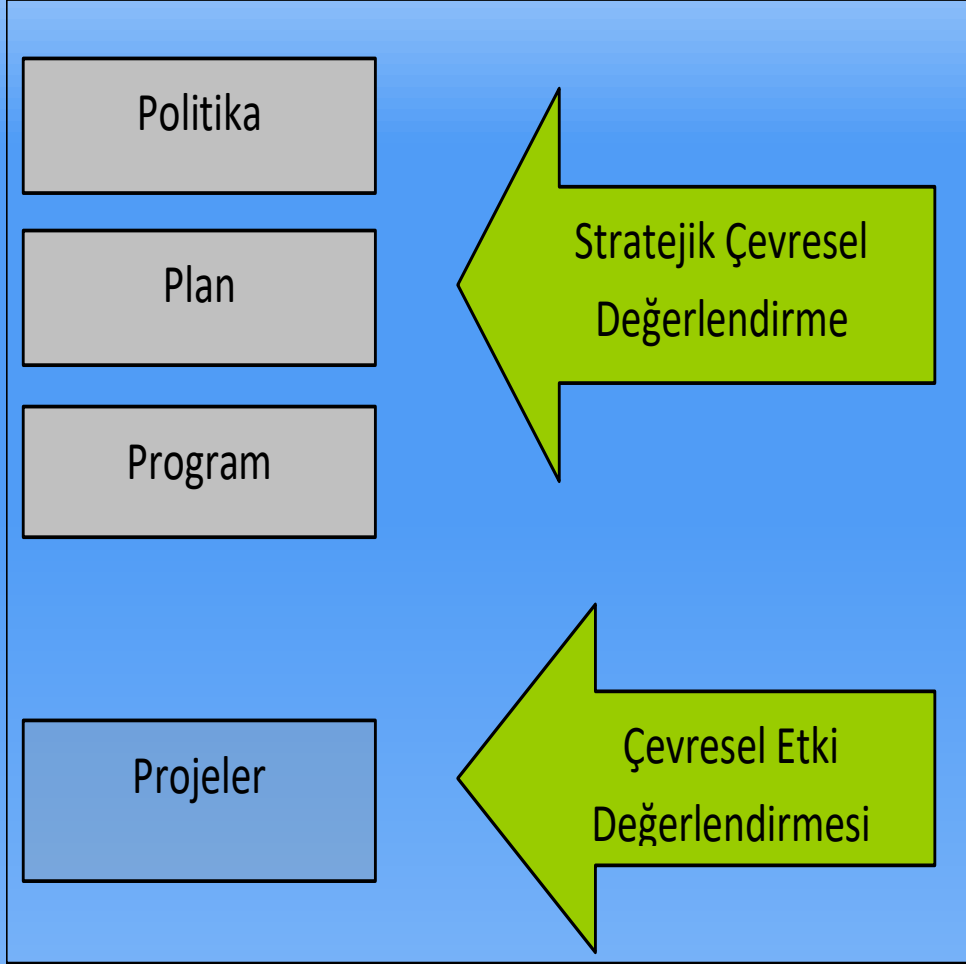 Politika
Plan
Program
Stratejik Çevresel
Değerlendirme
Projeler
Çevresel Etki
Değerlendirmesi